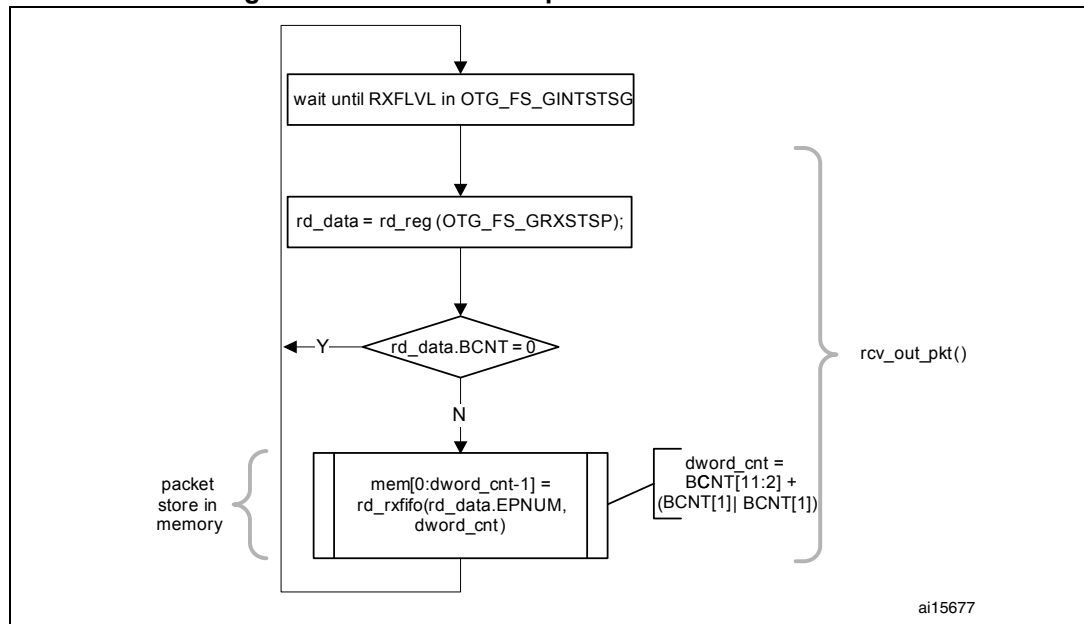 wait until RXFLVL in OTG_FS_GINTSTSG
rd_data = rd_reg (OTG_FS_GRXSTSP);
rd_data.BCNT = 0
Y
rcv_out_pkt()
N
packet
store in
memory
mem[0:dword_cnt-1] =
rd_rxfifo(rd_data.EPNUM,
dword_cnt)
dword_cnt =
BCNT[11:2] +
(BCNT[1]| BCNT[1])
ai15677